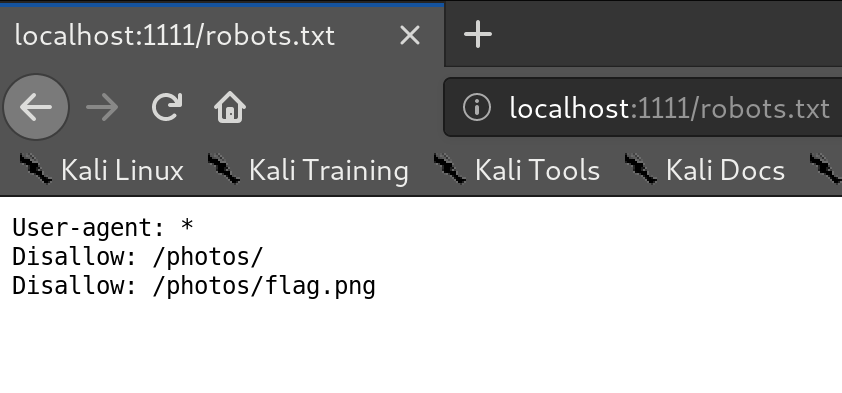 localhost:1111/robots.txt
localhost:1111/robots.txt
Kali Linux Kali Training Kali Tools Kali Docs
User-agent: *
Disallow: /photos/
Disallow: /photos/flag.png